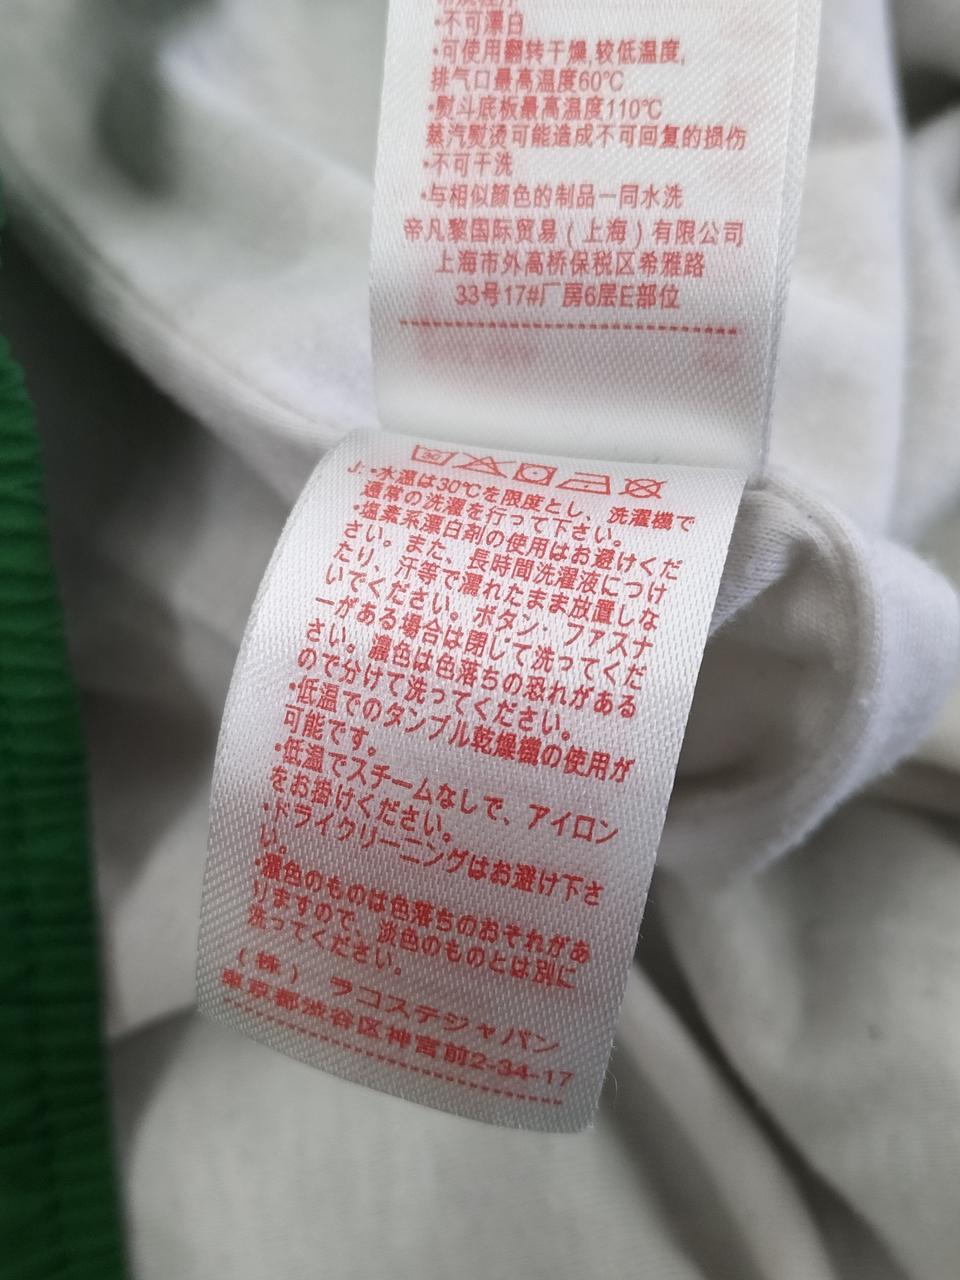 •不可漂白
•可使用翻转干燥,较低温度,
排气口最高温度60℃
•熨斗底板最高温度110℃
蒸汽熨烫可能造成不可回复的损伤
•不可干洗
•与相似颜色的制品一同水洗
帝凡黎国际贸易(上海)有限公司
上海市外高桥保税区希雅路
33号17#厂房6层E部位
30
J: •水温は30℃を限度とし、洗濯機で
通常の洗濯を行って下さい。
•塩素系漂白剤の使用はお避けくだ
さい。また、長時間洗濯液につけ
たり、汗等で濡れたまま放置しな
いでください。ボタン・ファスナ
ーがある場合は閉じて洗ってくだ
さい。濃色は色落ちの恐れがある
ので分けて洗ってください。
•低温でのタンブル乾燥機の使用が
可能です。
•低温でスチームなしで、アイロン
をお掛けください。
•ドライクリーニングはお避け下さ
い。
•濃色のものは色落ちのおそれがあ
りますので、淡色のものとは別に
洗ってください。
(株) ラコステジャパン
東京都渋谷区神宮前2-34-17